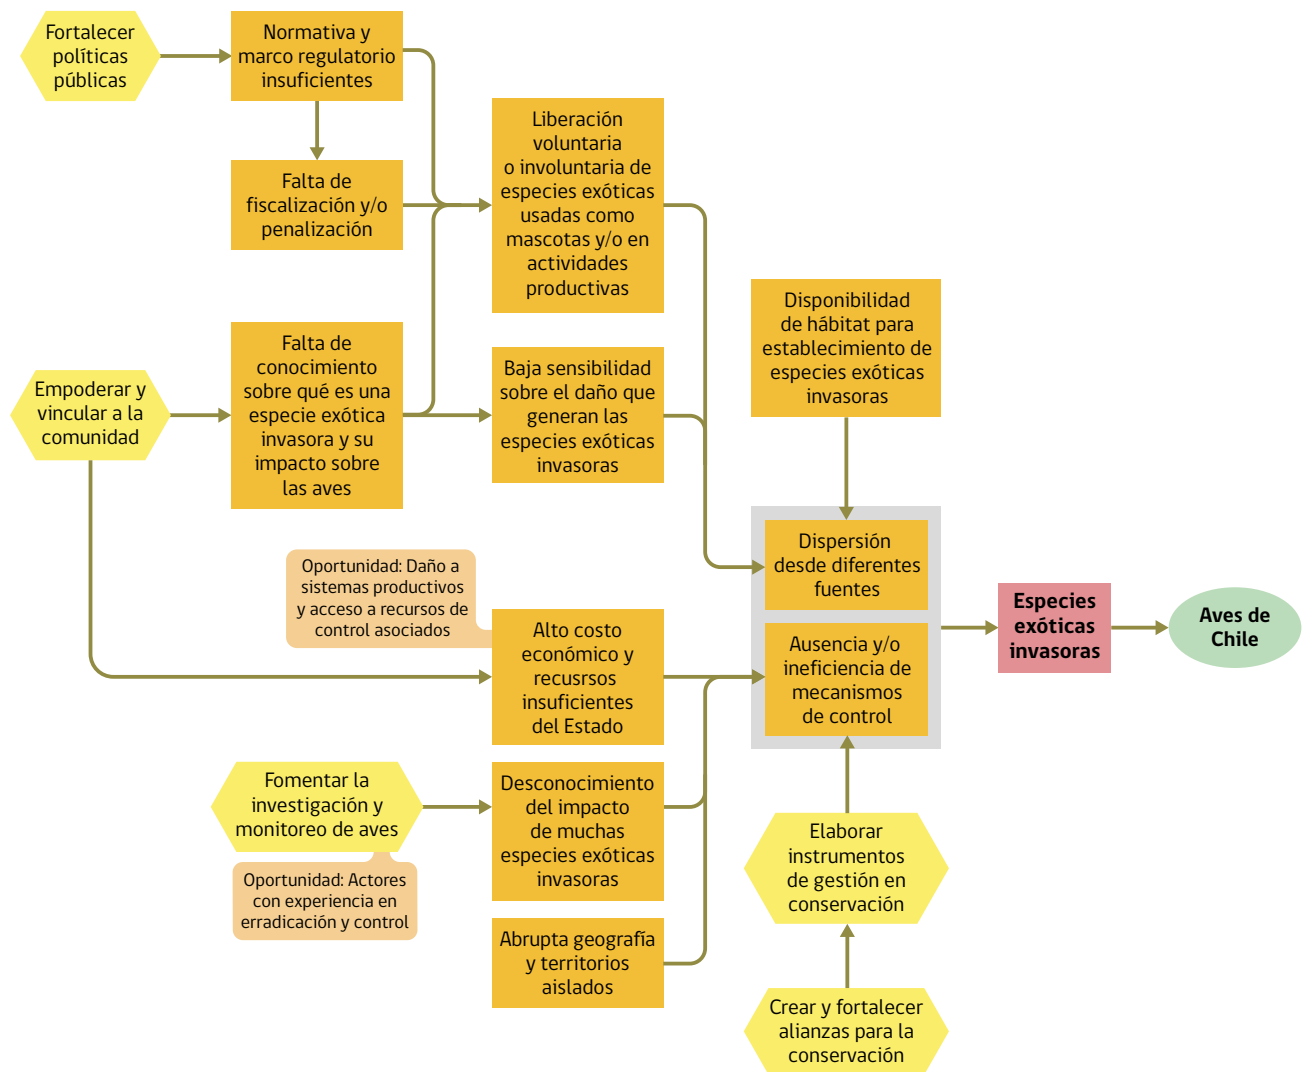 Fortalecer
políticas
públicas
Normativa y
marco regulatorio
insuficientes
Falta de
fiscalización y/o
penalización
Liberación
voluntaria
o involuntaria de
especies exóticas
usadas como
mascotas y/o en
actividades
productivas
Disponibilidad
de hábitat para
establecimiento de
especies exóticas
invasoras
Empoderar y
vincular a la
comunidad
Falta de
conocimiento
sobre qué es una
especie exótica
invasora y su
impacto sobre
las aves
Baja sensibilidad
sobre el daño que
generan las
especies exóticas
invasoras
Dispersión
desde diferentes
fuentes
Oportunidad: Daño a
sistemas productivos
y acceso a recursos de
control asociados
Alto costo
económico y
recusrsos
insuficientes
del Estado
Ausencia y/o
ineficiencia de
mecanismos
de control
Especies
exóticas
invasoras
Aves de
Chile
Fomentar la
investigación y
monitoreo de aves
Oportunidad: Actores
con experiencia en
erradicación y control
Desconocimiento
del impacto
de muchas
especies exóticas
invasoras
Abrupta geografía
y territorios
aislados
Elaborar
instrumentos
de gestión en
conservación
Crear y fortalecer
alianzas para la
conservación